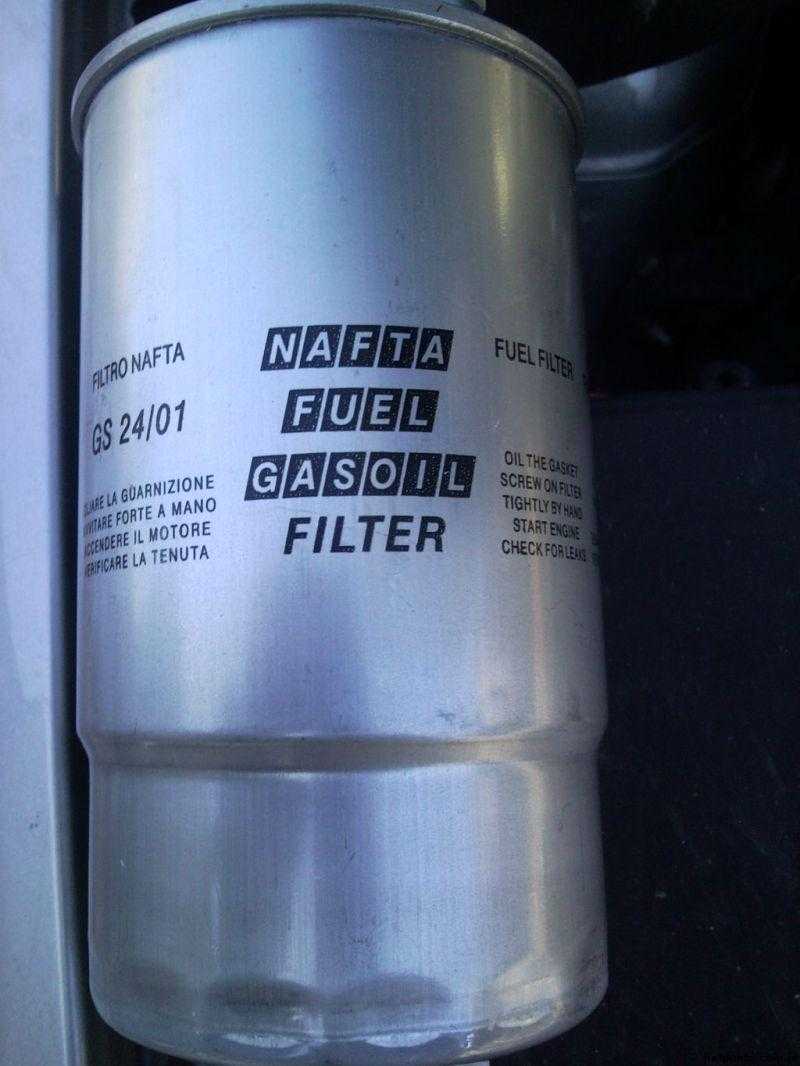 FILTRO NAFTA
GS 24/01
LA GUARNIZIONE
FORTE A MANO
ACCENDERE IL MOTORE
VERIFICARE LA TENUTA
NAFTA
FUEL
GASOIL
FILTER
FUEL FILTER
OIL THE GASKET
SCREW ON FILTER
TIGHTLY BY HAND
START ENGINE
CHECK FOR LEAKS